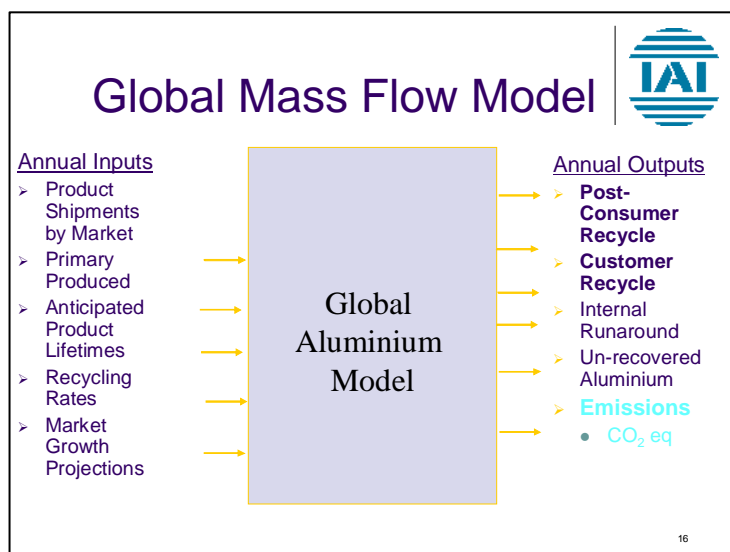 Global Mass Flow Model
IAI
Annual Inputs
➢ Product
Shipments
by Market
➢ Primary
Produced
➢ Anticipated
Product
Lifetimes
➢ Recycling
Rates
➢ Market
Growth
Projections
Global
Aluminium
Model
Annual Outputs
➢ Post-
Consumer
Recycle
➢ Customer
Recycle
➢ Internal
Runaround
➢ Un-recovered
Aluminium
➢ Emissions
● CO₂ eq
16